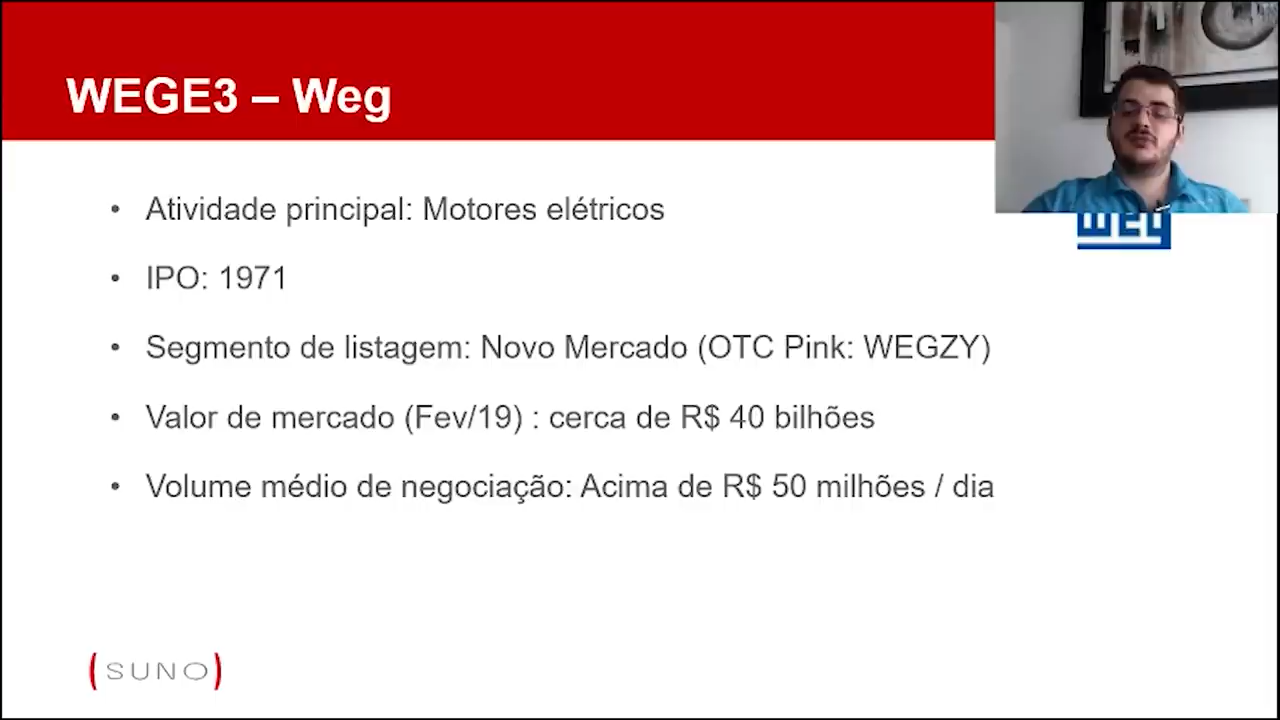 WEGE3 – Weg
weg
• Atividade principal: Motores elétricos
• IPO: 1971
• Segmento de listagem: Novo Mercado (OTC Pink: WEGZY)
• Valor de mercado (Fev/19) : cerca de R$ 40 bilhões
• Volume médio de negociação: Acima de R$ 50 milhões / dia
(SUNO)